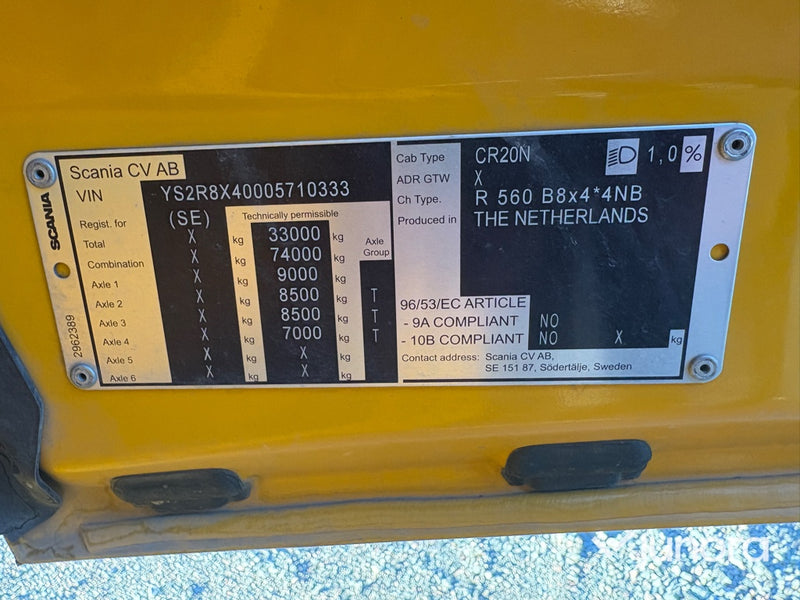 SCANIA
2962389
Scania CV AB
VIN YS2R8X40005710333
Regist. for (SE) Technically permissible
Total X kg 33000 kg Axle Group
Combination X kg 74000 kg
Axle 1 X kg 9000 kg
Axle 2 X kg 8500 kg T
Axle 3 X kg 8500 kg T
Axle 4 X kg 7000 kg T
Axle 5 X kg X kg
Axle 6 X kg X kg
Cab Type CR20N 1,0 %
ADR GTW X
Ch Type. R 560 B8x4*4NB
Produced in THE NETHERLANDS
96/53/EC ARTICLE
- 9A COMPLIANT NO
- 10B COMPLIANT NO X kg
Contact address: Scania CV AB,
SE 151 87, Södertälje, Sweden